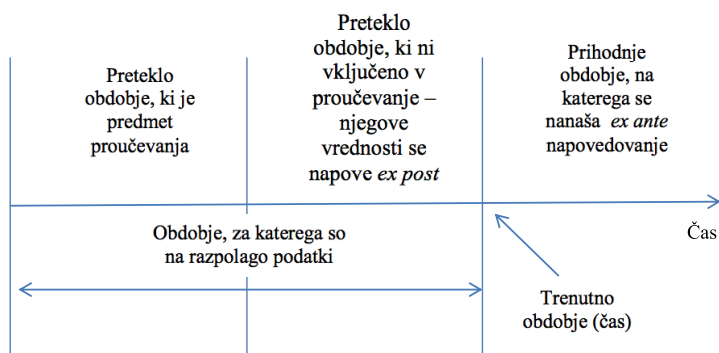 Preteklo
obdobje, ki je
predmet
proučevanja
Preteklo
obdobje, ki ni
vključeno v
proučevanje –
njegove
vrednosti se
napove ex post
Prihodnje
obdobje, na
katerega se
nanaša ex ante
napovedovanje
Čas
Obdobje, za katerega so
na razpolago podatki
Trenutno
obdobje (čas)